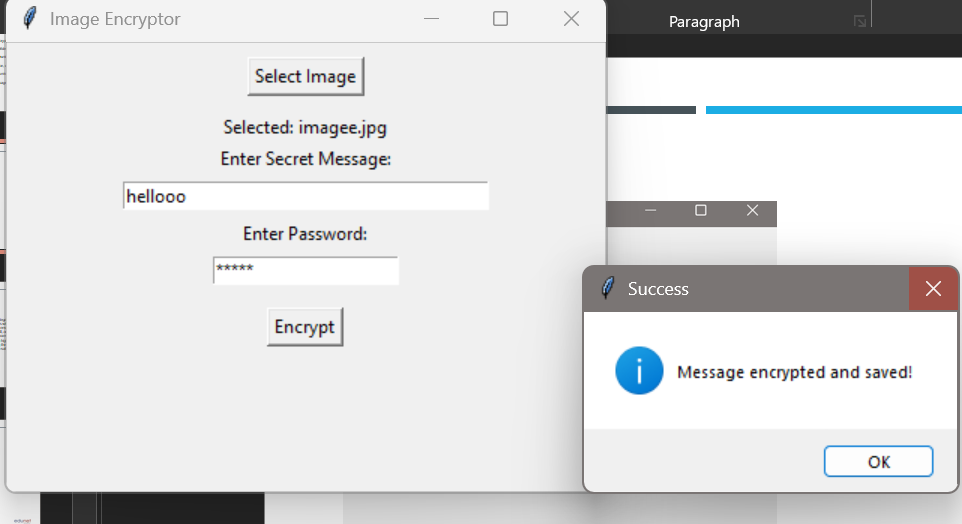 Image Encryptor
Paragraph
Select Image
Selected: imagee.jpg
Enter Secret Message:
hellooo
Enter Password:
*****
Encrypt
Success
Message encrypted and saved!
OK